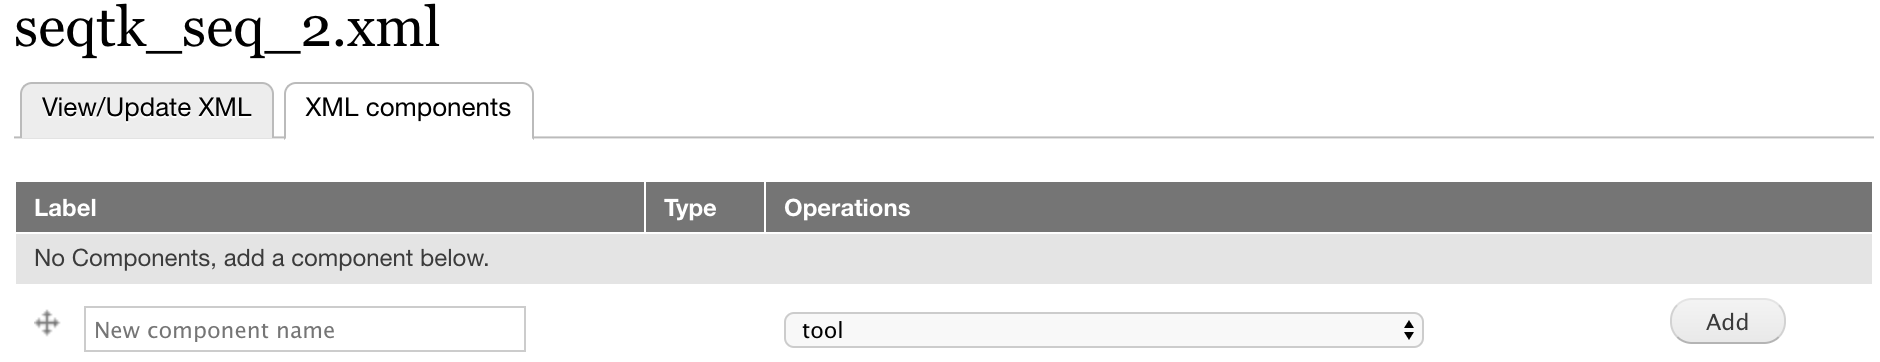 seqtk_seq_2.xml
View/Update XML XML components
Label Type Operations
No Components, add a component below.
New component name tool Add